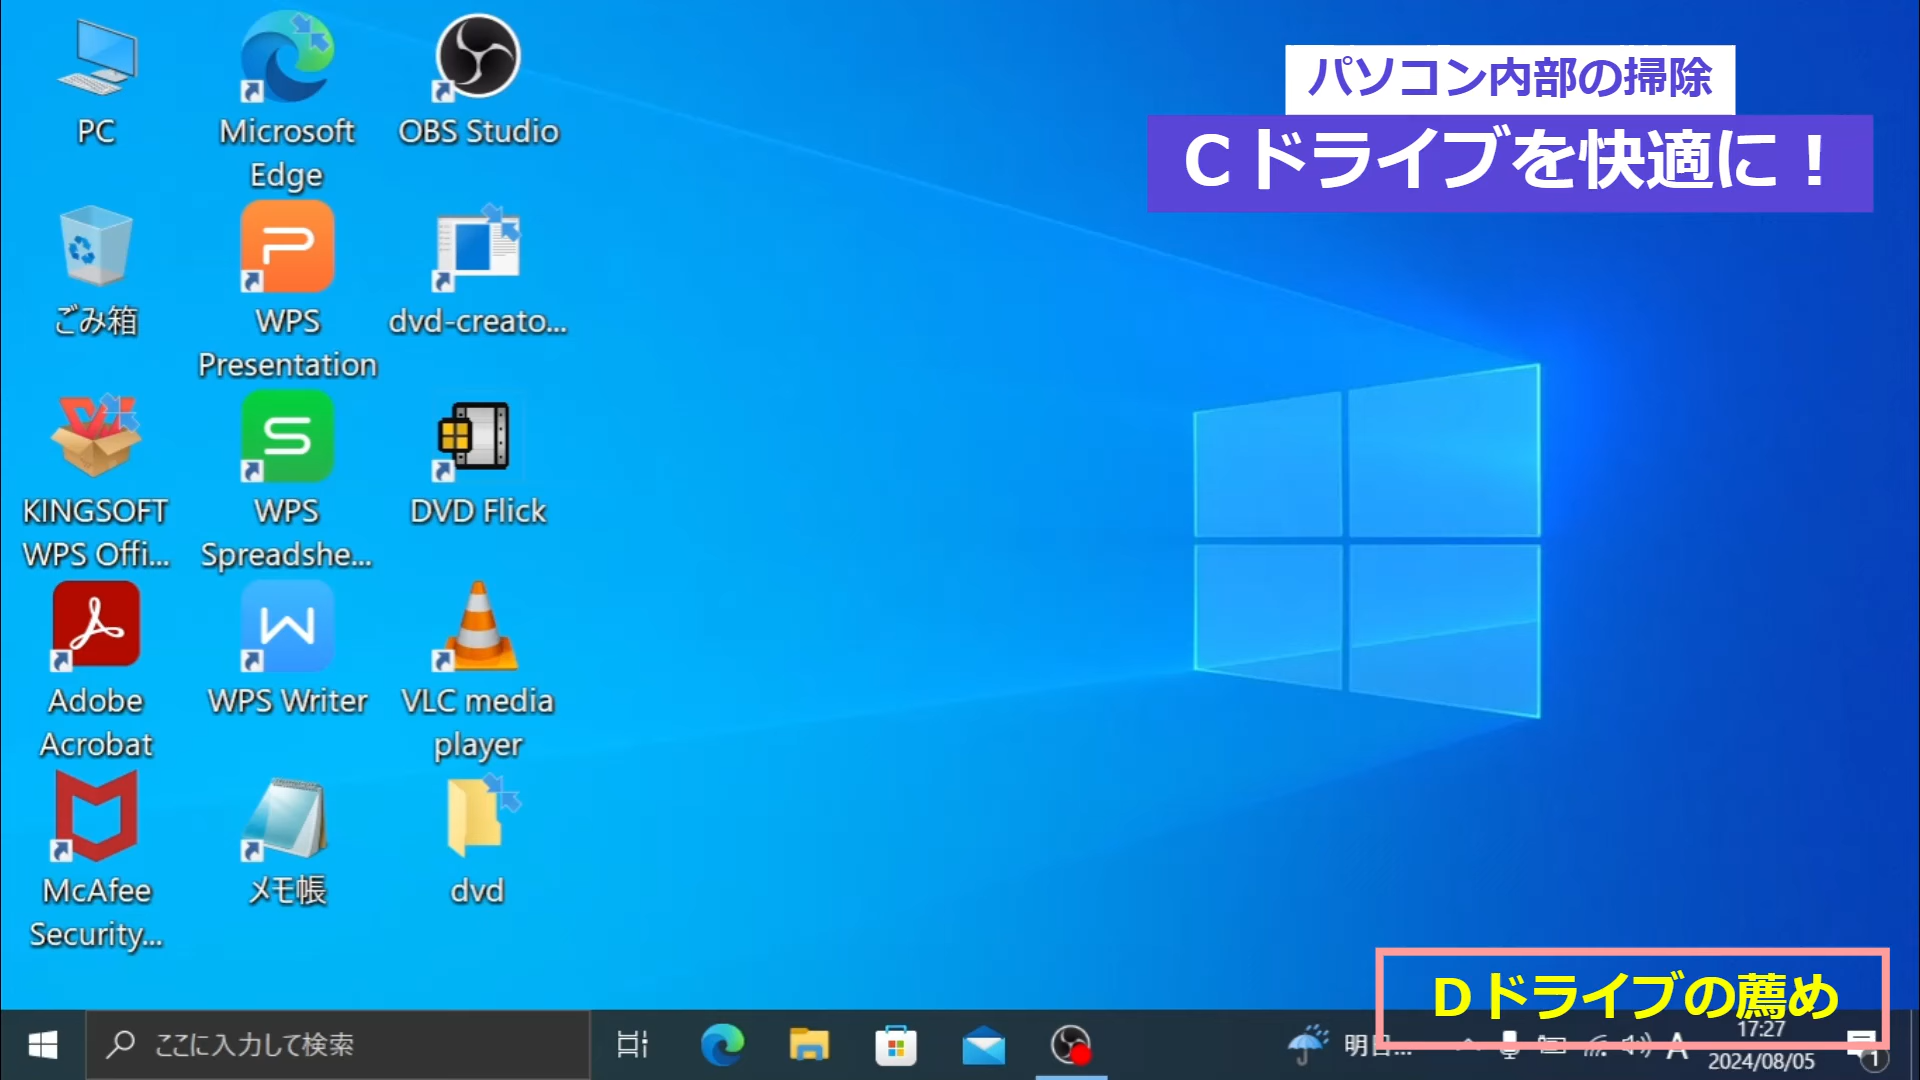 パソコン内部の掃除
Cドライブを快適に!
PC
Microsoft
Edge
OBS Studio
ごみ箱
WPS
Presentation
dvd-creato...
KINGSOFT
WPS Offi...
WPS
Spreadshe...
DVD Flick
Adobe
Acrobat
WPS Writer
VLC media
player
McAfee
Security...
メモ帳
dvd
Dドライブの薦め
ここに入力して検索
明日...
A
17:27
2024/08/05
1